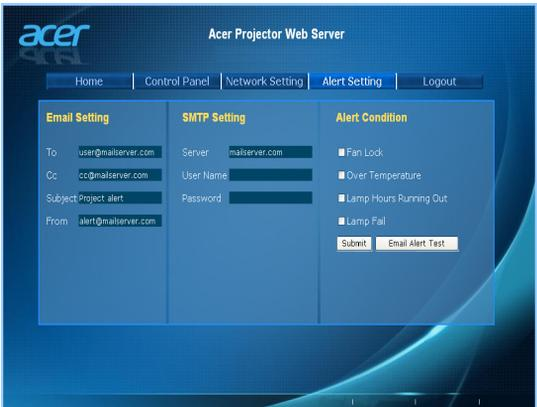 acer
Acer Projector Web Server
Home
Control Panel
Network Setting
Alert Setting
Logout
Email Setting
To user@mailserver.com
Cc cc@mailserver.com
Subject Project alert
From alert@mailserver.com
SMTP Setting
Server mailserver.com
User Name
Password
Alert Condition
Fan Lock
Over Temperature
Lamp Hours Running Out
Lamp Fail
Submit
Email Alert Test